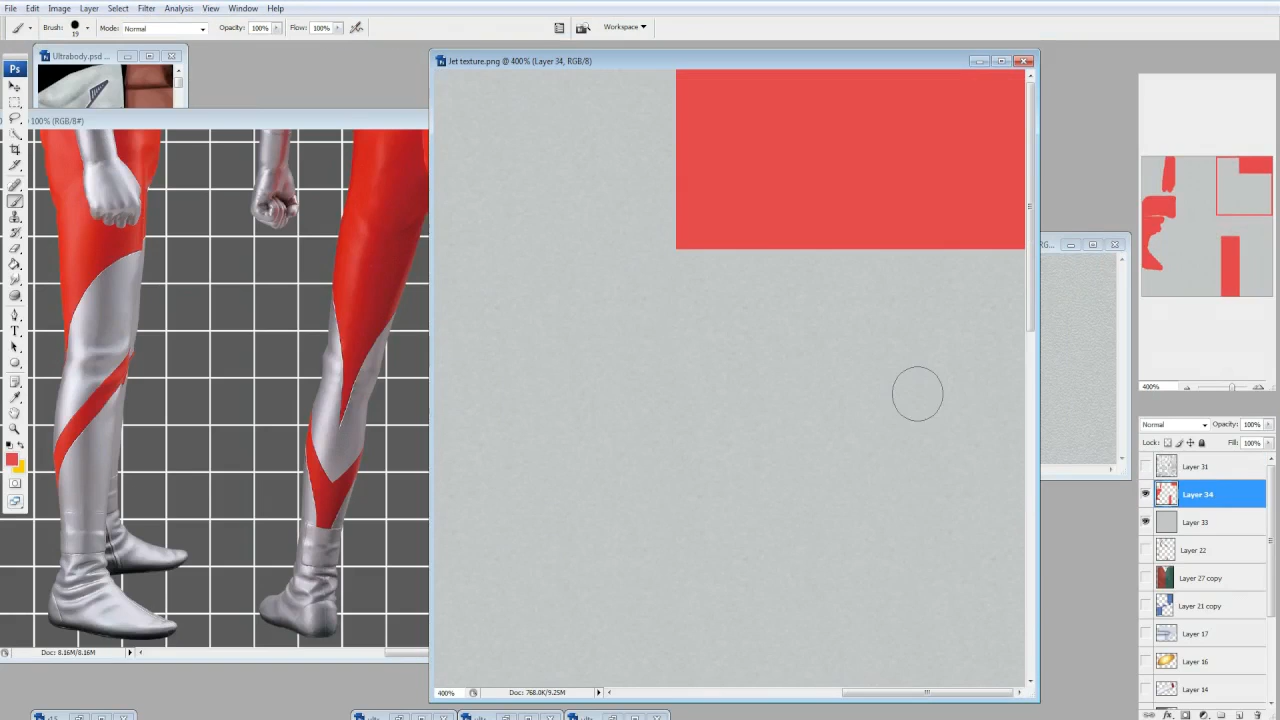 File Edit Image Layer Select Filter Analysis View Window Help
Brush: 19 Mode: Normal Opacity: 100% Flow: 100% Workspace
Ps Ultrabody.psd ...
Jet texture.png @ 400% (Layer 34, RGB/8)
100% (RGB/8#)
T
400%
Normal Opacity: 100%
Lock: Fill: 100%
Layer 31
Layer 34
Layer 33
Layer 22
Layer 27 copy
Layer 21 copy
Layer 17
Layer 16
Layer 14
Doc: 8.16M/8.16M
400% Doc: 768.0K/9.25M